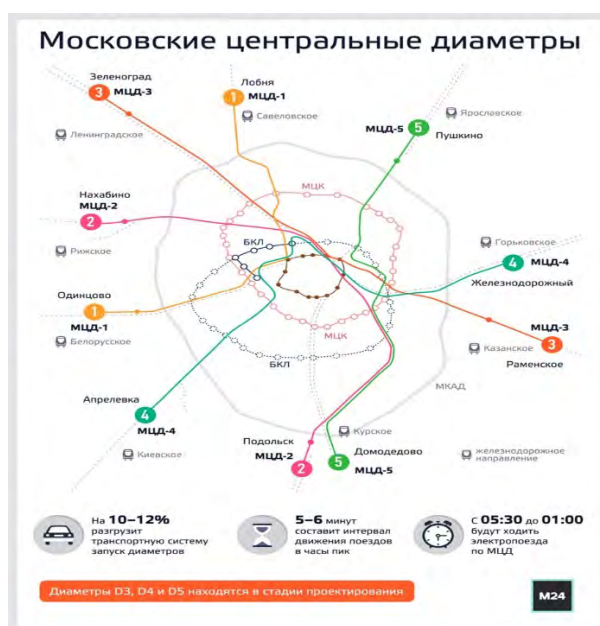 Московские центральные диаметры
Зеленоград
3 МЦД-3
Лобня
1 МЦД-1
Савеловское
Ленинградское
МЦД-5 5
Пушкино
Ярославское
МЦК
Нахабино
МЦД-2
2
Рижское
БКЛ
Горьковское
4 МЦД-4
Железнодорожный
Одинцово
1
МЦД-1
Белорусское
МЦК
БКЛ
МЦД-3
Казанское 3
Раменское
МКАД
Апрелевка
4
МЦД-4
Киевское
Подольск
МЦД-2 2
Курское
Домодедово
5 МЦД-5
железнодорожное
направление
На 10–12%
разгрузит
транспортную систему
запуск диаметров
5–6 минут
составит интервал
движения поездов
в часы пик
С 05:30 до 01:00
будут ходить
электропоезда
по МЦД
Диаметры D3, D4 и D5 находятся в стадии проектирования
М24